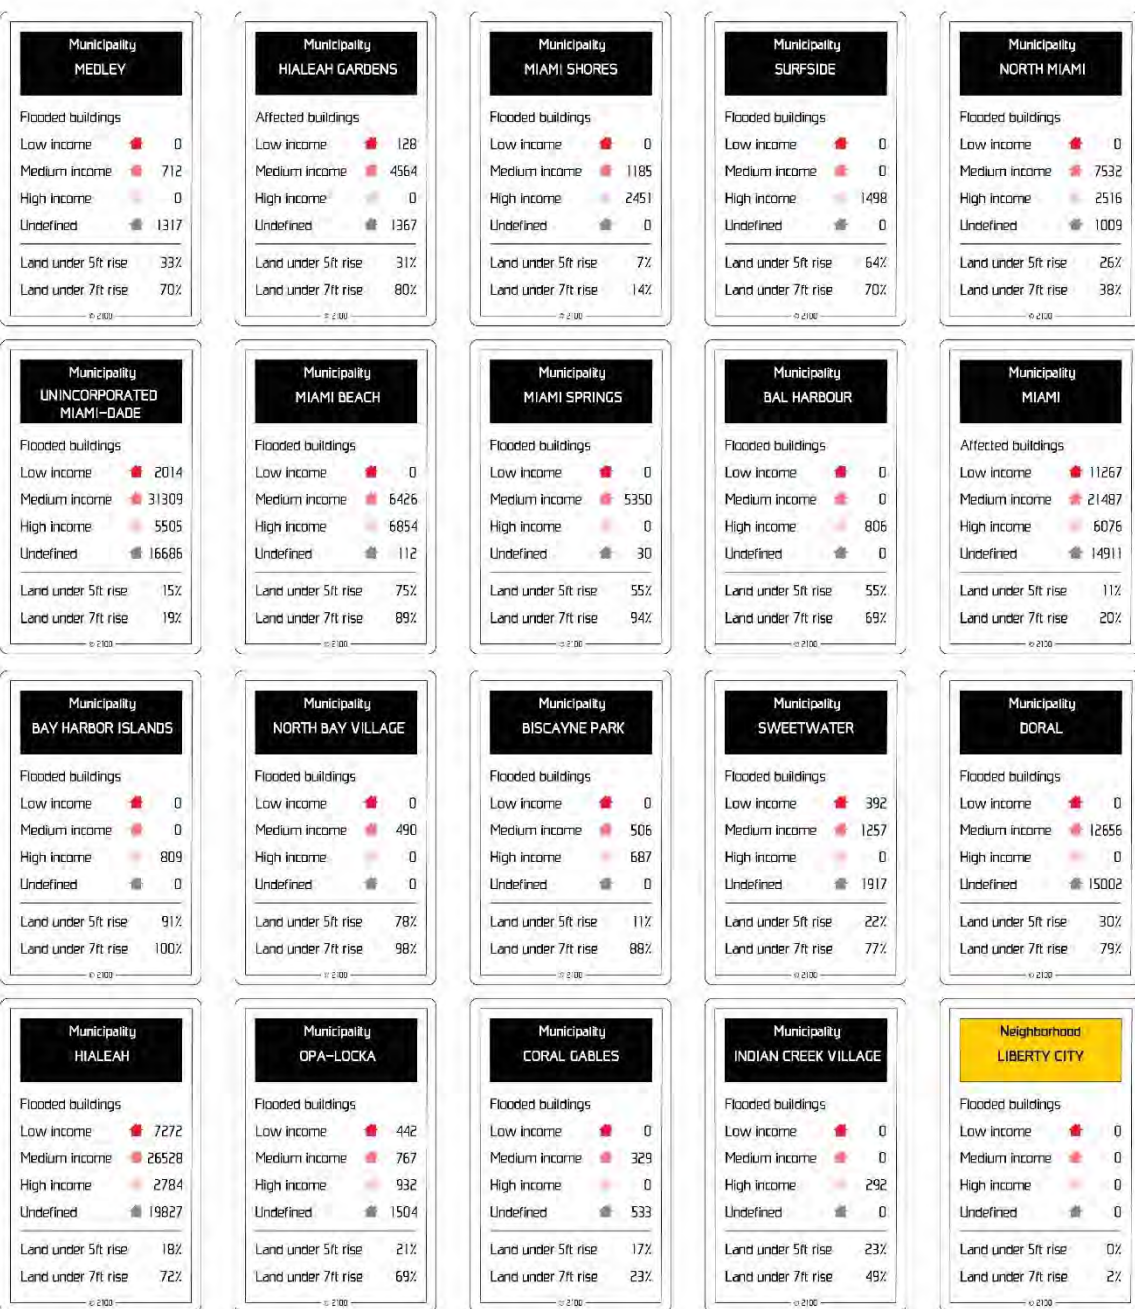 Municipality
MEDLEY
Flooded buildings
Low income 0
Medium income 712
High income 0
Undefined 1317
Land under 5ft rise 33%
Land under 7ft rise 70%
© 2100
Municipality
HIALEAH GARDENS
Affected buildings
Low income 128
Medium income 4564
High income 0
Undefined 1367
Land under 5ft rise 31%
Land under 7ft rise 80%
© 2100
Municipality
MIAMI SHORES
Flooded buildings
Low income 0
Medium income 1185
High income 2451
Undefined 0
Land under 5ft rise 7%
Land under 7ft rise 14%
© 2100
Municipality
SURFSIDE
Flooded buildings
Low income 0
Medium income 0
High income 1498
Undefined 0
Land under 5ft rise 64%
Land under 7ft rise 70%
© 2100
Municipality
NORTH MIAMI
Flooded buildings
Low income 0
Medium income 7532
High income 2516
Undefined 1009
Land under 5ft rise 26%
Land under 7ft rise 38%
© 2100
Municipality
UNINCORPORATED
MIAMI-DADE
Flooded buildings
Low income 2014
Medium income 31309
High income 5505
Undefined 16686
Land under 5ft rise 15%
Land under 7ft rise 19%
© 2100
Municipality
MIAMI BEACH
Flooded buildings
Low income 0
Medium income 6426
High income 6854
Undefined 112
Land under 5ft rise 75%
Land under 7ft rise 89%
© 2100
Municipality
MIAMI SPRINGS
Flooded buildings
Low income 0
Medium income 5350
High income 0
Undefined 30
Land under 5ft rise 55%
Land under 7ft rise 94%
© 2100
Municipality
BAL HARBOUR
Flooded buildings
Low income 0
Medium income 0
High income 806
Undefined 0
Land under 5ft rise 55%
Land under 7ft rise 69%
© 2100
Municipality
MIAMI
Affected buildings
Low income 11267
Medium income 21487
High income 6076
Undefined 14911
Land under 5ft rise 11%
Land under 7ft rise 20%
© 2100
Municipality
BAY HARBOR ISLANDS
Flooded buildings
Low income 0
Medium income 0
High income 809
Undefined 0
Land under 5ft rise 91%
Land under 7ft rise 100%
© 2100
Municipality
NORTH BAY VILLAGE
Flooded buildings
Low income 0
Medium income 490
High income 0
Undefined 0
Land under 5ft rise 78%
Land under 7ft rise 98%
© 2100
Municipality
BISCAYNE PARK
Flooded buildings
Low income 0
Medium income 506
High income 687
Undefined 0
Land under 5ft rise 11%
Land under 7ft rise 88%
© 2100
Municipality
SWEETWATER
Flooded buildings
Low income 392
Medium income 1257
High income 0
Undefined 1917
Land under 5ft rise 22%
Land under 7ft rise 77%
© 2100
Municipality
DORAL
Flooded buildings
Low income 0
Medium income 12656
High income 0
Undefined 15002
Land under 5ft rise 30%
Land under 7ft rise 79%
© 2100
Municipality
HIALEAH
Flooded buildings
Low income 7272
Medium income 26528
High income 2784
Undefined 19827
Land under 5ft rise 18%
Land under 7ft rise 72%
© 2100
Municipality
OPA-LOCKA
Flooded buildings
Low income 442
Medium income 767
High income 932
Undefined 1504
Land under 5ft rise 21%
Land under 7ft rise 69%
© 2100
Municipality
CORAL GABLES
Flooded buildings
Low income 0
Medium income 329
High income 0
Undefined 533
Land under 5ft rise 17%
Land under 7ft rise 23%
© 2100
Municipality
INDIAN CREEK VILLAGE
Flooded buildings
Low income 0
Medium income 0
High income 292
Undefined 0
Land under 5ft rise 23%
Land under 7ft rise 49%
© 2100
Neighborhood
LIBERTY CITY
Flooded buildings
Low income 0
Medium income 0
High income 0
Undefined 0
Land under 5ft rise 0%
Land under 7ft rise 2%
© 2100